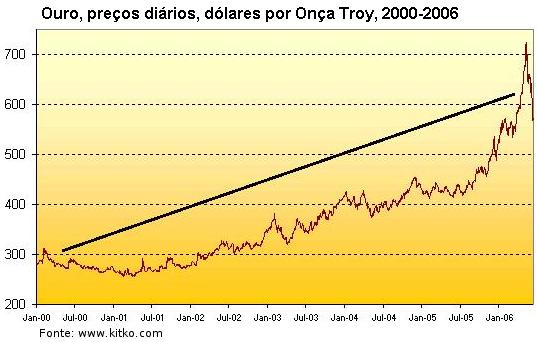 Ouro, preços diários, dólares por Onça Troy, 2000-2006
700
600
500
400
300
200
Jan-00 Jul-00 Jan-01 Jul-01 Jan-02 Jul-02 Jan-03 Jul-03 Jan-04 Jul-04 Jan-05 Jul-05 Jul-05 Jan-06
Fonte: www.kitko.com